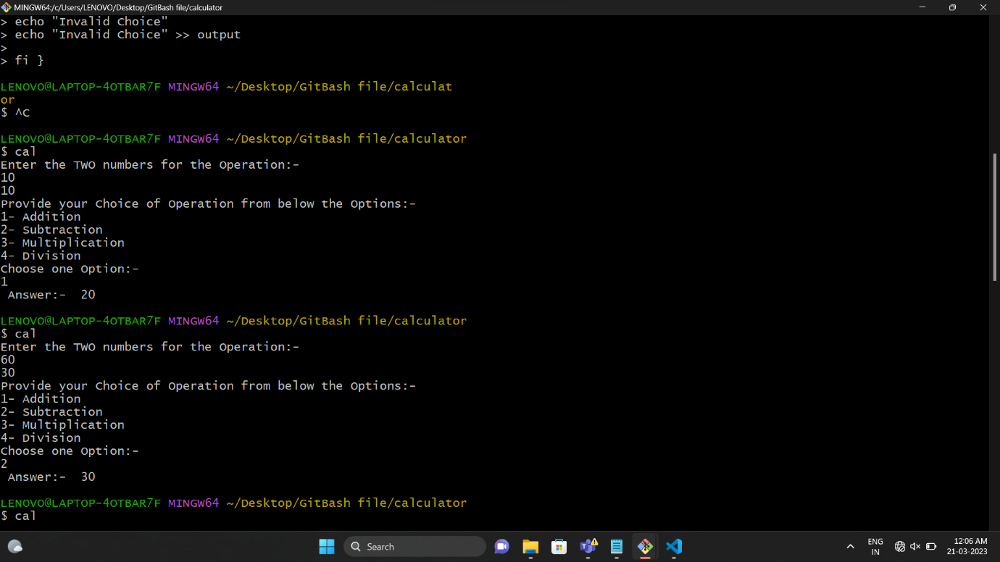 MINGW64:/c/Users/LENOVO/Desktop/GitBash file/calculator
> echo "Invalid Choice"
> echo "Invalid Choice" >> output
>
> fi }
LENOVO@LAPTOP-4OTBAR7F MINGW64 ~/Desktop/GitBash file/calculat
or
$ ^C
LENOVO@LAPTOP-4OTBAR7F MINGW64 ~/Desktop/GitBash file/calculator
$ cal
Enter the TWO numbers for the Operation:-
10
10
Provide your Choice of Operation from below the Options:-
1- Addition
2- Subtraction
3- Multiplication
4- Division
Choose one Option:-
1
Answer:-  20
LENOVO@LAPTOP-4OTBAR7F MINGW64 ~/Desktop/GitBash file/calculator
$ cal
Enter the TWO numbers for the Operation:-
60
30
Provide your Choice of Operation from below the Options:-
1- Addition
2- Subtraction
3- Multiplication
4- Division
Choose one Option:-
2
Answer:-  30
LENOVO@LAPTOP-4OTBAR7F MINGW64 ~/Desktop/GitBash file/calculator
$ cal
Search
ENG
IN
12:06 AM
21-03-2023